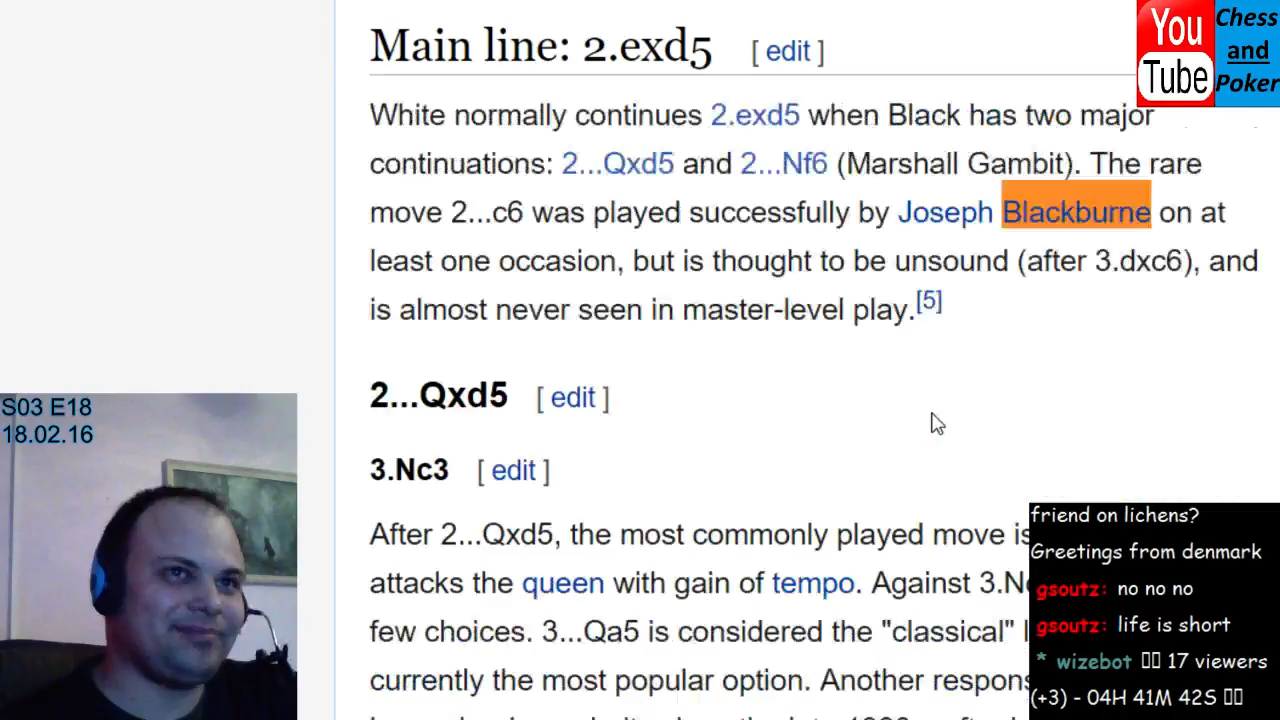 You
Tube
Chess
and
Poker
Main line: 2.exd5 [ edit ]
White normally continues 2.exd5 when Black has two major
continuations: 2...Qxd5 and 2...Nf6 (Marshall Gambit). The rare
move 2...c6 was played successfully by Joseph Blackburne on at
least one occasion, but is thought to be unsound (after 3.dxc6), and
is almost never seen in master-level play.[5]
2...Qxd5 [ edit ]
3.Nc3 [ edit ]
After 2...Qxd5, the most commonly played move is
attacks the queen with gain of tempo. Against 3.N
few choices. 3...Qa5 is considered the "classical"
currently the most popular option. Another
S03 E18
18.02.16
friend on lichens?
Greetings from denmark
gsoutz: no no no
gsoutz: life is short
* wizebot 17 viewers
(+3) - 04H 41M 42S